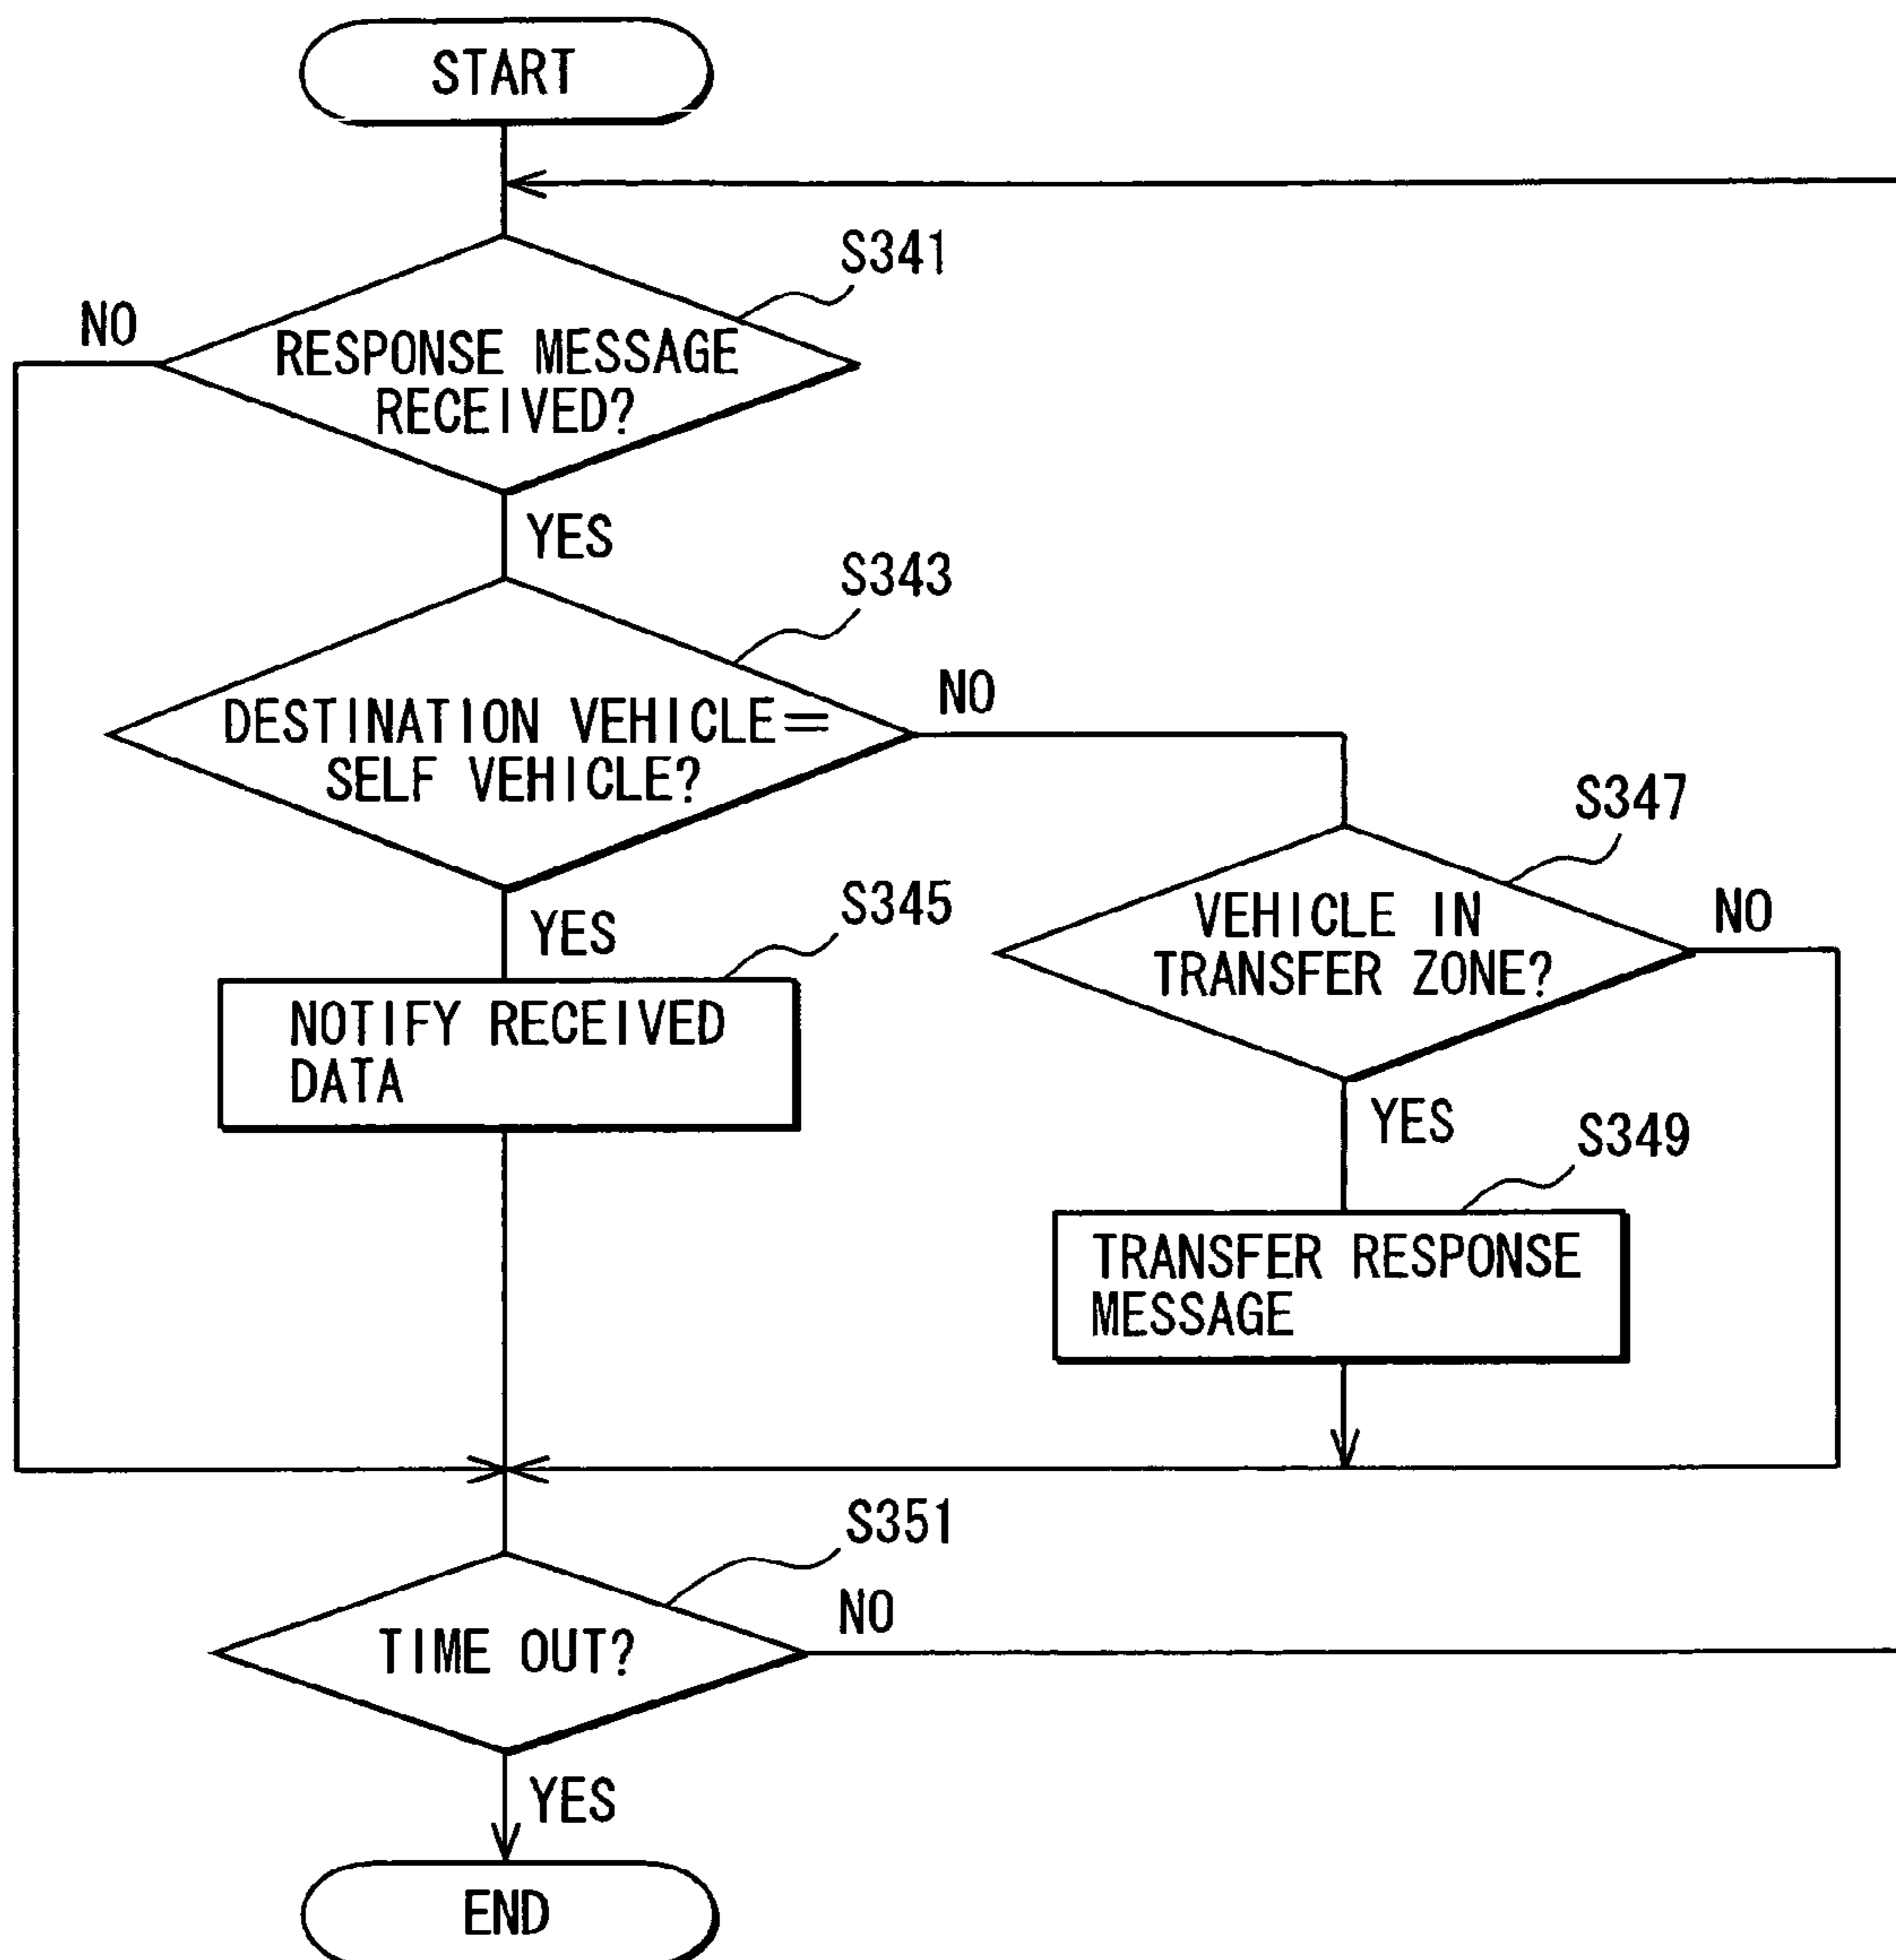 START
S341
NO
RESPONSE MESSAGE
RECEIVED?
YES
S343
NO
DESTINATION VEHICLE=
SELF VEHICLE?
S347
YES
S345
VEHICLE IN
TRANSFER ZONE?
NO
NOTIFY RECEIVED
DATA
YES
S349
TRANSFER RESPONSE
MESSAGE
S351
NO
TIME OUT?
YES
END